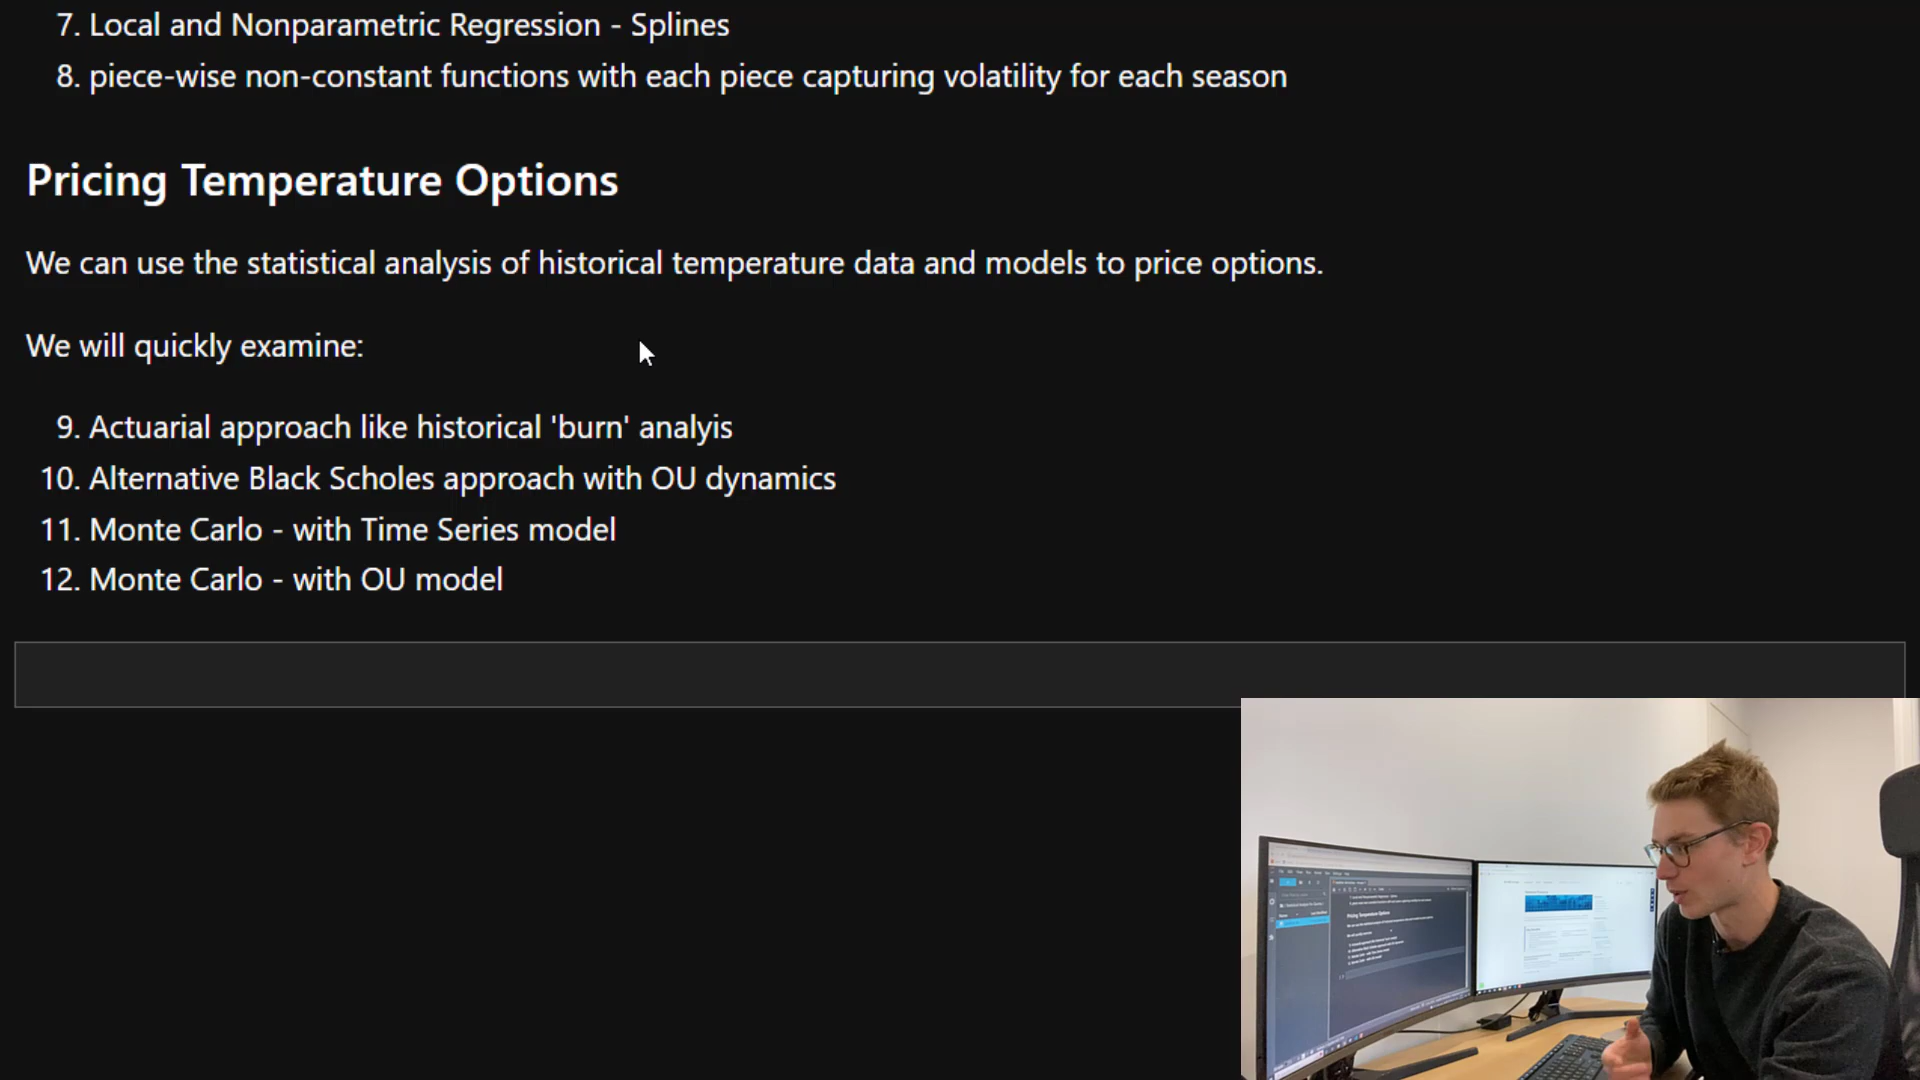 7. Local and Nonparametric Regression - Splines
8. piece-wise non-constant functions with each piece capturing volatility for each season
Pricing Temperature Options
We can use the statistical analysis of historical temperature data and models to price options.
We will quickly examine:
9. Actuarial approach like historical 'burn' analyis
10. Alternative Black Scholes approach with OU dynamics
11. Monte Carlo - with Time Series model
12. Monte Carlo - with OU model